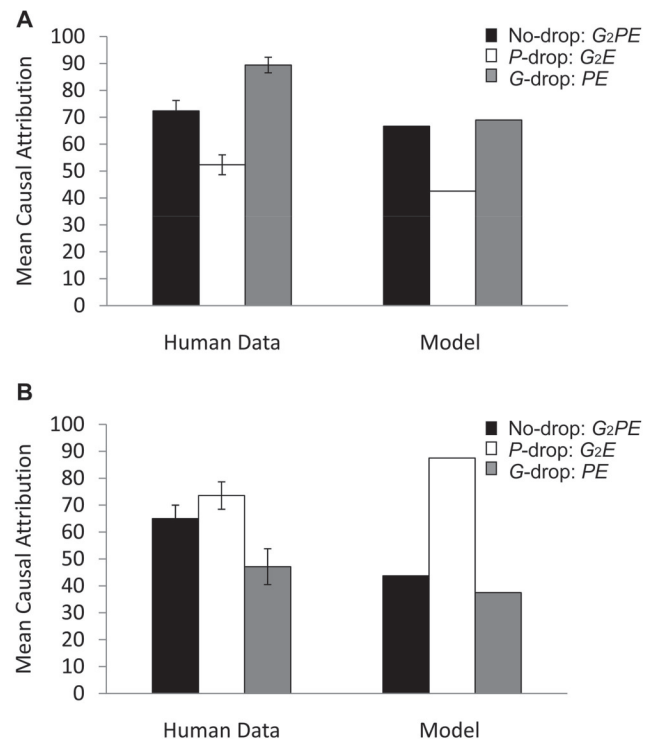 A
No-drop: G2PE
P-drop: G2E
G-drop: PE
Mean Causal Attribution
100
90
80
70
60
50
40
30
20
10
0
Human Data Model
B
No-drop: G2PE
P-drop: G2E
G-drop: PE
Mean Causal Attribution
100
90
80
70
60
50
40
30
20
10
0
Human Data Model